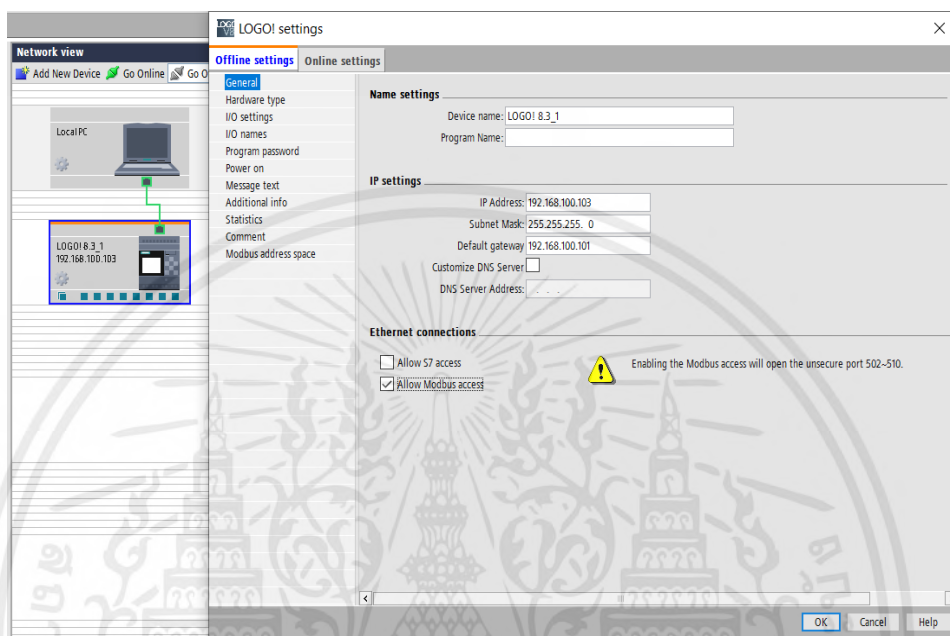 LOGO! settings
Network view
Add New Device Go Online Go O
Local PC
LOGO! 8.3_1
192.168.100.103
Offline settings Online settings
General
Hardware type
I/O settings
I/O names
Program password
Power on
Message text
Additional info
Statistics
Comment
Modbus address space
Name settings
Device name: LOGO! 8.3_1
Program Name:
IP settings
IP Address: 192.168.100.103
Subnet Mask: 255.255.255. 0
Default gateway 192.168.100.101
Customize DNS Server
DNS Server Address: . . .
Ethernet connections
Allow S7 access
Allow Modbus access
Enabling the Modbus access will open the unsecure port 502~510.
OK Cancel Help